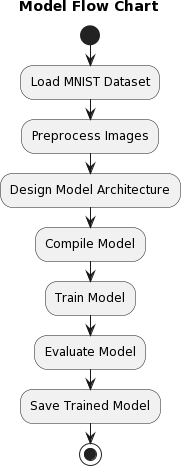 Model Flow Chart
Load MNIST Dataset
Preprocess Images
Design Model Architecture
Compile Model
Train Model
Evaluate Model
Save Trained Model